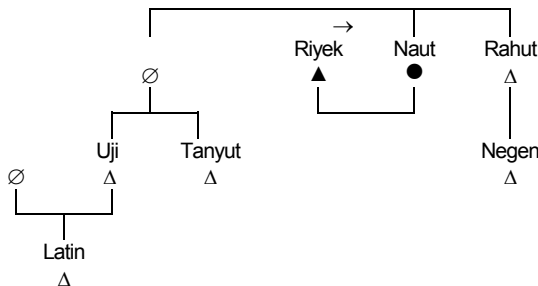 →
Riyek Naut Rahut
∅ ▲ ● Δ
Uji Tanyut Negen
∅ Δ Δ Δ
Latin
Δ